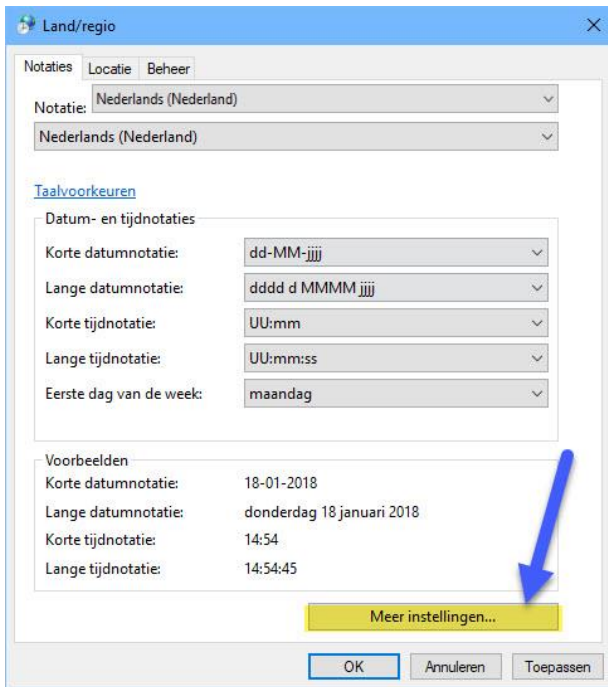 Land/regio
Notaties Locatie Beheer
Notatie: Nederlands (Nederland)
Nederlands (Nederland)
Taalvoorkeuren
Datum- en tijdnotaties
Korte datumnotatie: dd-MM-jjjj
Lange datumnotatie: dddd d MMMM jjjj
Korte tijdnotatie: UU:mm
Lange tijdnotatie: UU:mm:ss
Eerste dag van de week: maandag
Voorbeelden
Korte datumnotatie: 18-01-2018
Lange datumnotatie: donderdag 18 januari 2018
Korte tijdnotatie: 14:54
Lange tijdnotatie: 14:54:45
Meer instellingen...
OK Annuleren Toepassen